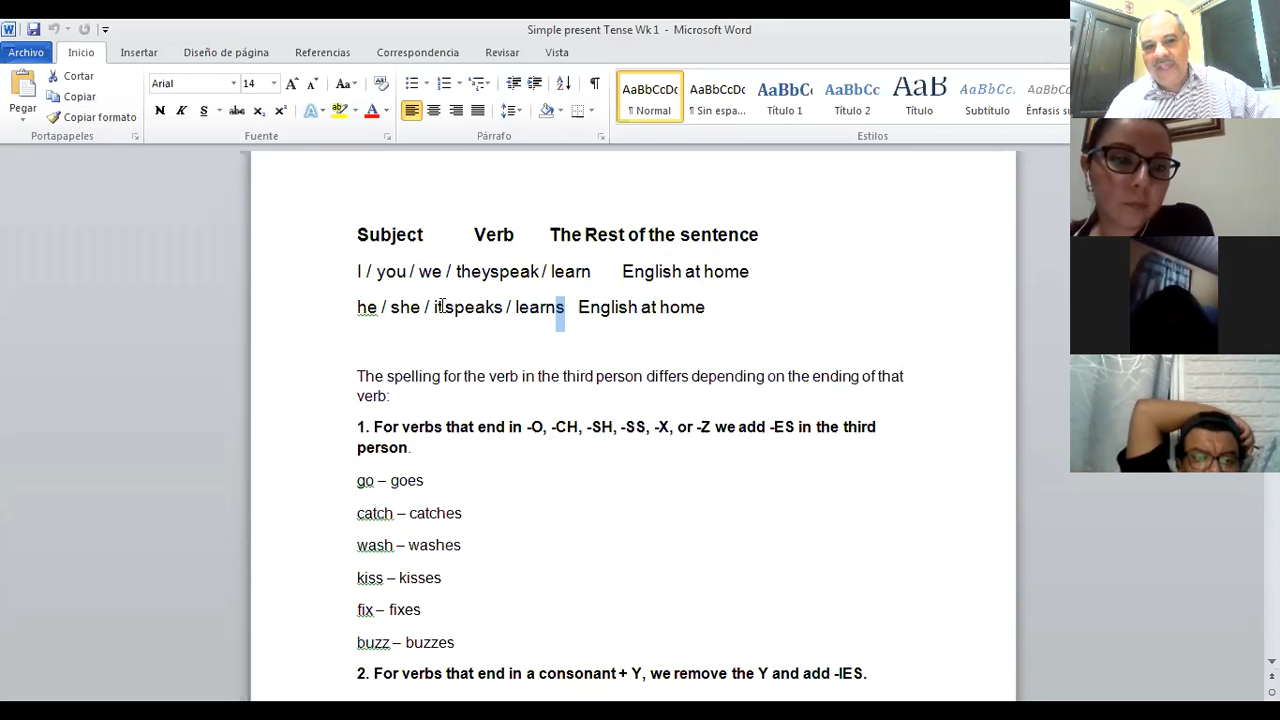 Simple present Tense Wk 1 - Microsoft Word
Archivo Inicio Insertar Diseño de página Referencias Correspondencia Revisar Vista
Pegar
Cortar
Copiar
Copiar formato
Portapapeles
Arial 14
Fuente
Párrafo
AaBbCcDc AaBbCcDc AaBbC AaBbCc AaB AaBbCcL AaBbCcL
¶ Normal ¶ Sin espa... Título 1 Título 2 Título Subtítulo Énfasis su
Estilos
Subject Verb The Rest of the sentence
I / you / we / theyspeak / learn English at home
he / she / itspeaks / learns English at home
The spelling for the verb in the third person differs depending on the ending of that
verb:
1. For verbs that end in -O, -CH, -SH, -SS, -X, or -Z we add -ES in the third
person.
go – goes
catch – catches
wash – washes
kiss – kisses
fix – fixes
buzz – buzzes
2. For verbs that end in a consonant + Y, we remove the Y and add -IES.